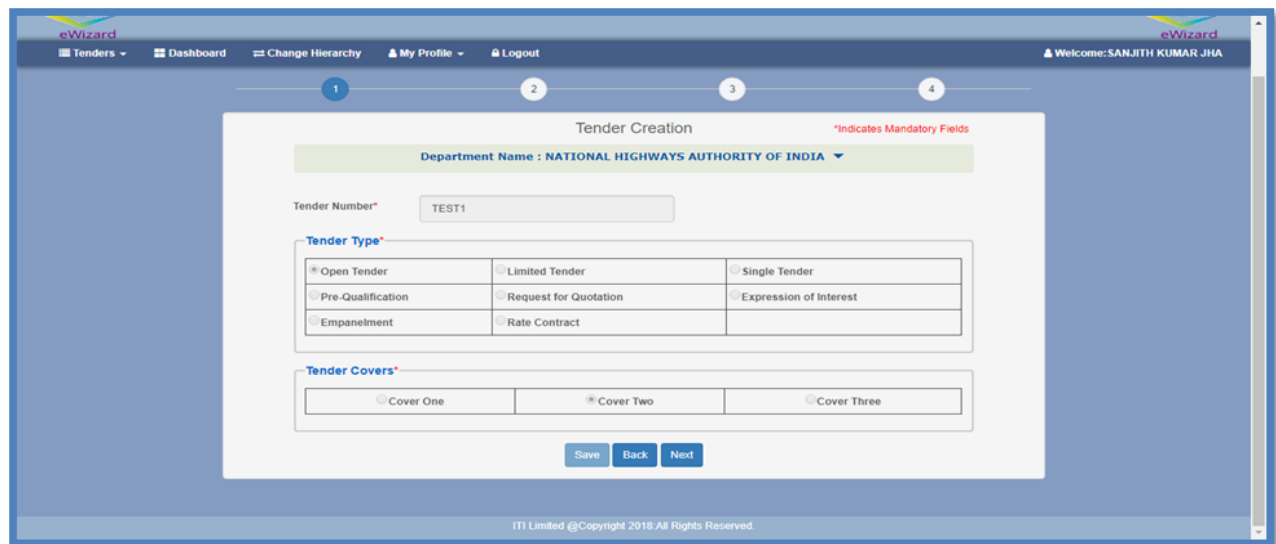 eWizard eWizard
Tenders Dashboard Change Hierarchy My Profile Logout Welcome:SANJITH KUMAR JHA
1 2 3 4
Tender Creation *Indicates Mandatory Fields
Department Name : NATIONAL HIGHWAYS AUTHORITY OF INDIA
Tender Number* TEST1
Tender Type*
Open Tender Limited Tender Single Tender
Pre-Qualification Request for Quotation Expression of Interest
Empanelment Rate Contract
Tender Covers*
Cover One Cover Two Cover Three
Save Back Next
ITI Limited @Copyright 2018:All Rights Reserved.